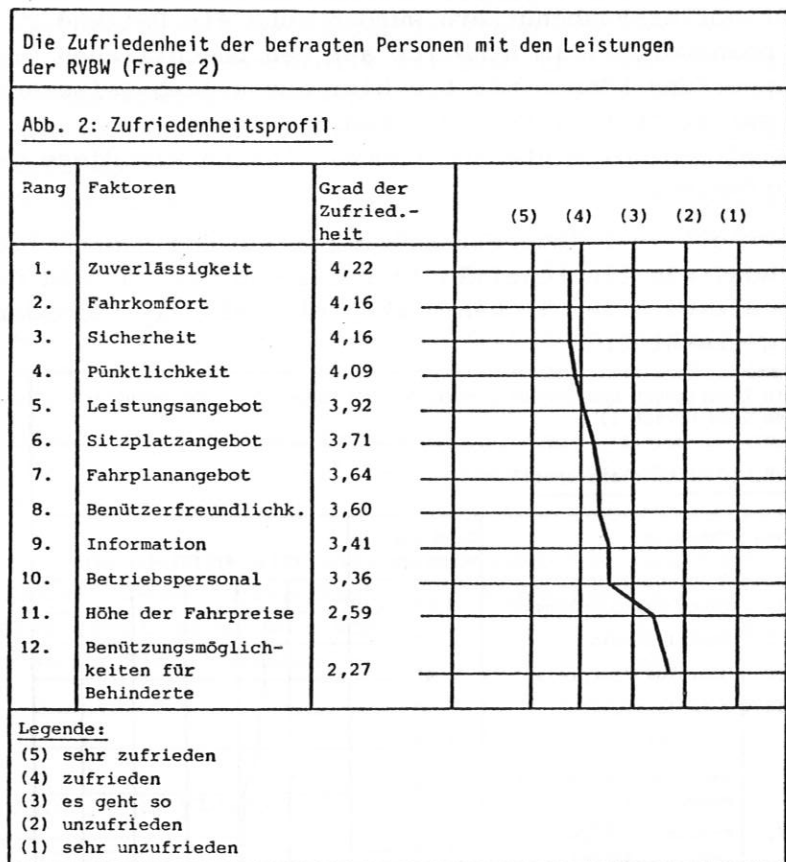 Die Zufriedenheit der befragten Personen mit den Leistungen
der RVBW (Frage 2)
Abb. 2: Zufriedenheitsprofil
Rang Faktoren Grad der
Zufried.-
heit
(5) (4) (3) (2) (1)
1. Zuverlässigkeit 4,22
2. Fahrkomfort 4,16
3. Sicherheit 4,16
4. Pünktlichkeit 4,09
5. Leistungsangebot 3,92
6. Sitzplatzangebot 3,71
7. Fahrplanangebot 3,64
8. Benützerfreundlichk. 3,60
9. Information 3,41
10. Betriebspersonal 3,36
11. Höhe der Fahrpreise 2,59
12. Benützungsmöglich-
keiten für 2,27
Behinderte
Legende:
(5) sehr zufrieden
(4) zufrieden
(3) es geht so
(2) unzufrieden
(1) sehr unzufrieden